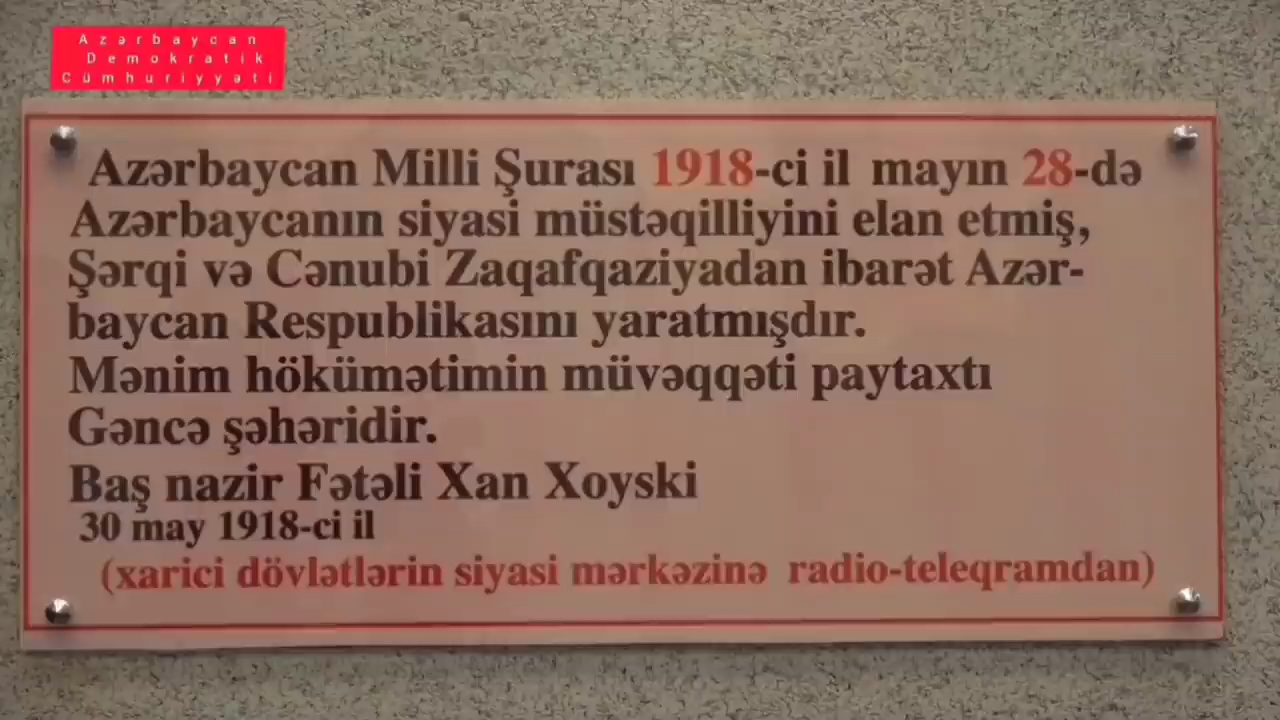 Azərbaycan
Demokratik
Cümhuriyyəti
Azərbaycan Milli Şurası 1918-ci il mayın 28-də
Azərbaycanın siyasi müstəqilliyini elan etmiş,
Şərqi və Cənubi Zaqafqaziyadan ibarət Azər-
baycan Respublikasını yaratmışdır.
Mənim hökümətimin müvəqqəti paytaxtı
Gəncə şəhəridir.
Baş nazir Fətəli Xan Xoyski
30 may 1918-ci il
(xarici dövlətlərin siyasi mərkəzinə radio-teleqramdan)